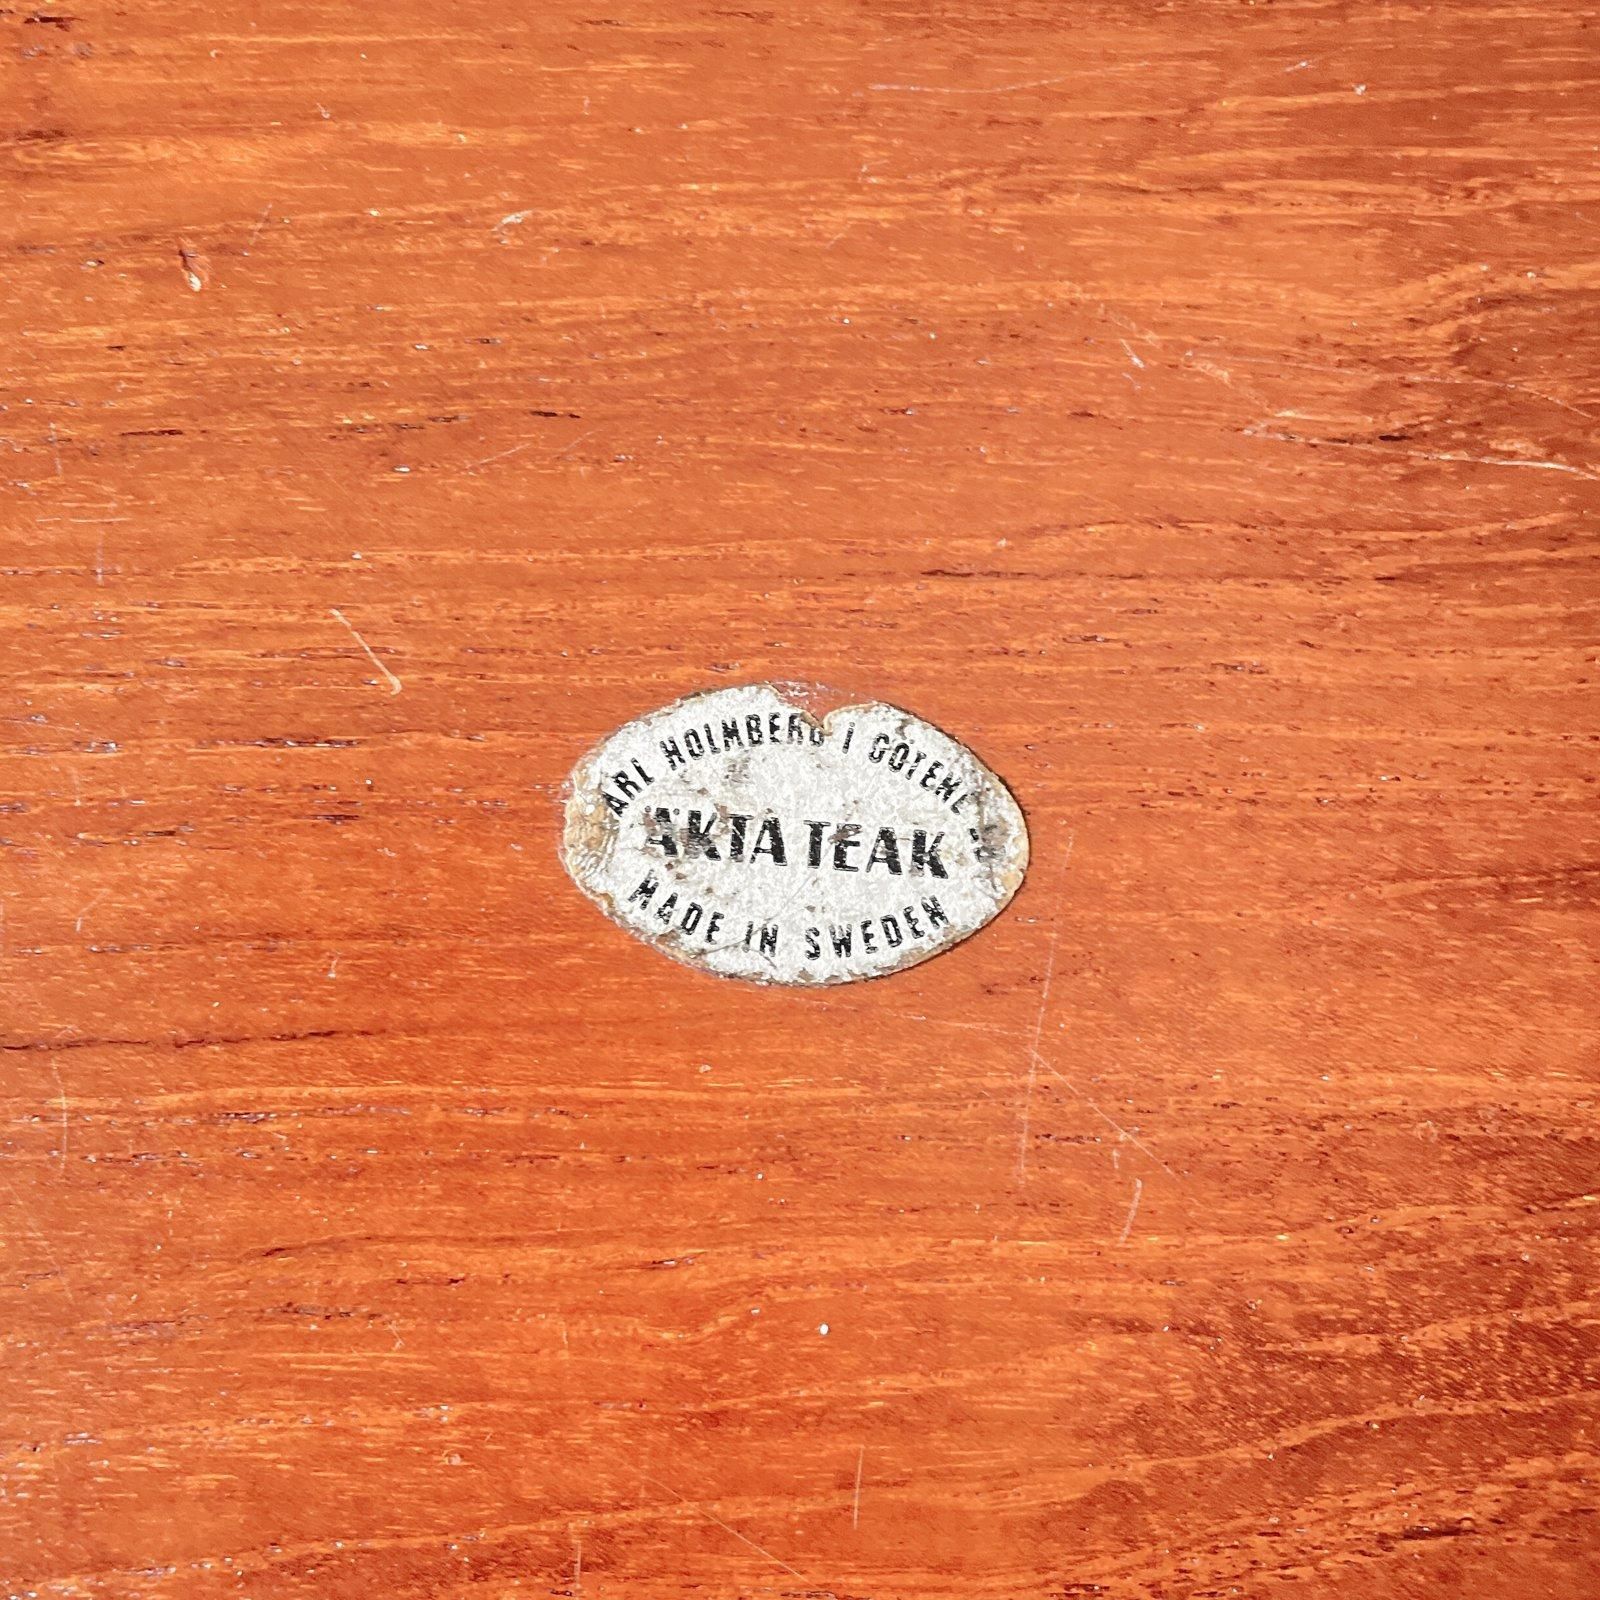 ARL HOLMBERG I GÖTENE
ÄKTA TEAK
MADE IN SWEDEN